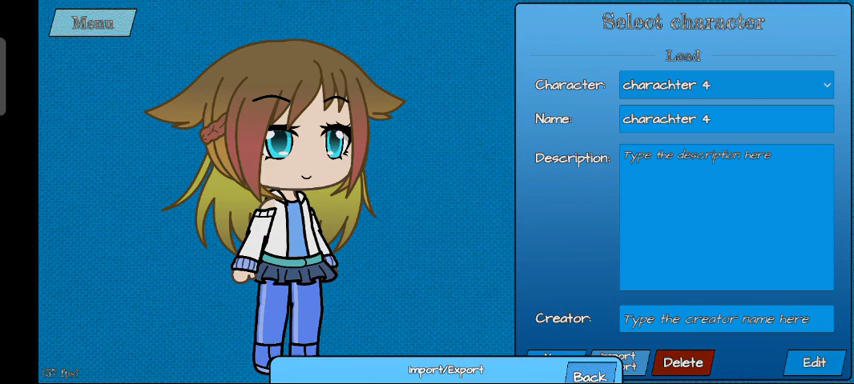 Menu
Select character
Load
Character: charachter 4
Name: charachter 4
Description: Type the description here
Creator: Type the creator name here
Delete
Edit
Import/Export
Back